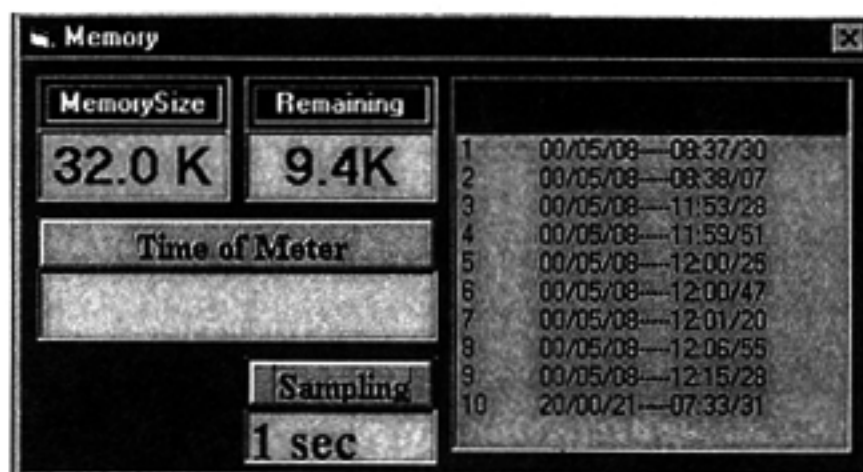 Memory
MemorySize
Remaining
32.0 K
9.4K
Time of Meter
Sampling
1 sec
1 00/05/08----08:37/30
2 00/05/08----08:38/07
3 00/05/08----11:53/28
4 00/05/08----11:59/51
5 00/05/08----12:00/25
6 00/05/08----12:00/47
7 00/05/08----12:01/20
8 00/05/08----12:06/55
9 00/05/08----12:15/28
10 20/00/21----07:33/31